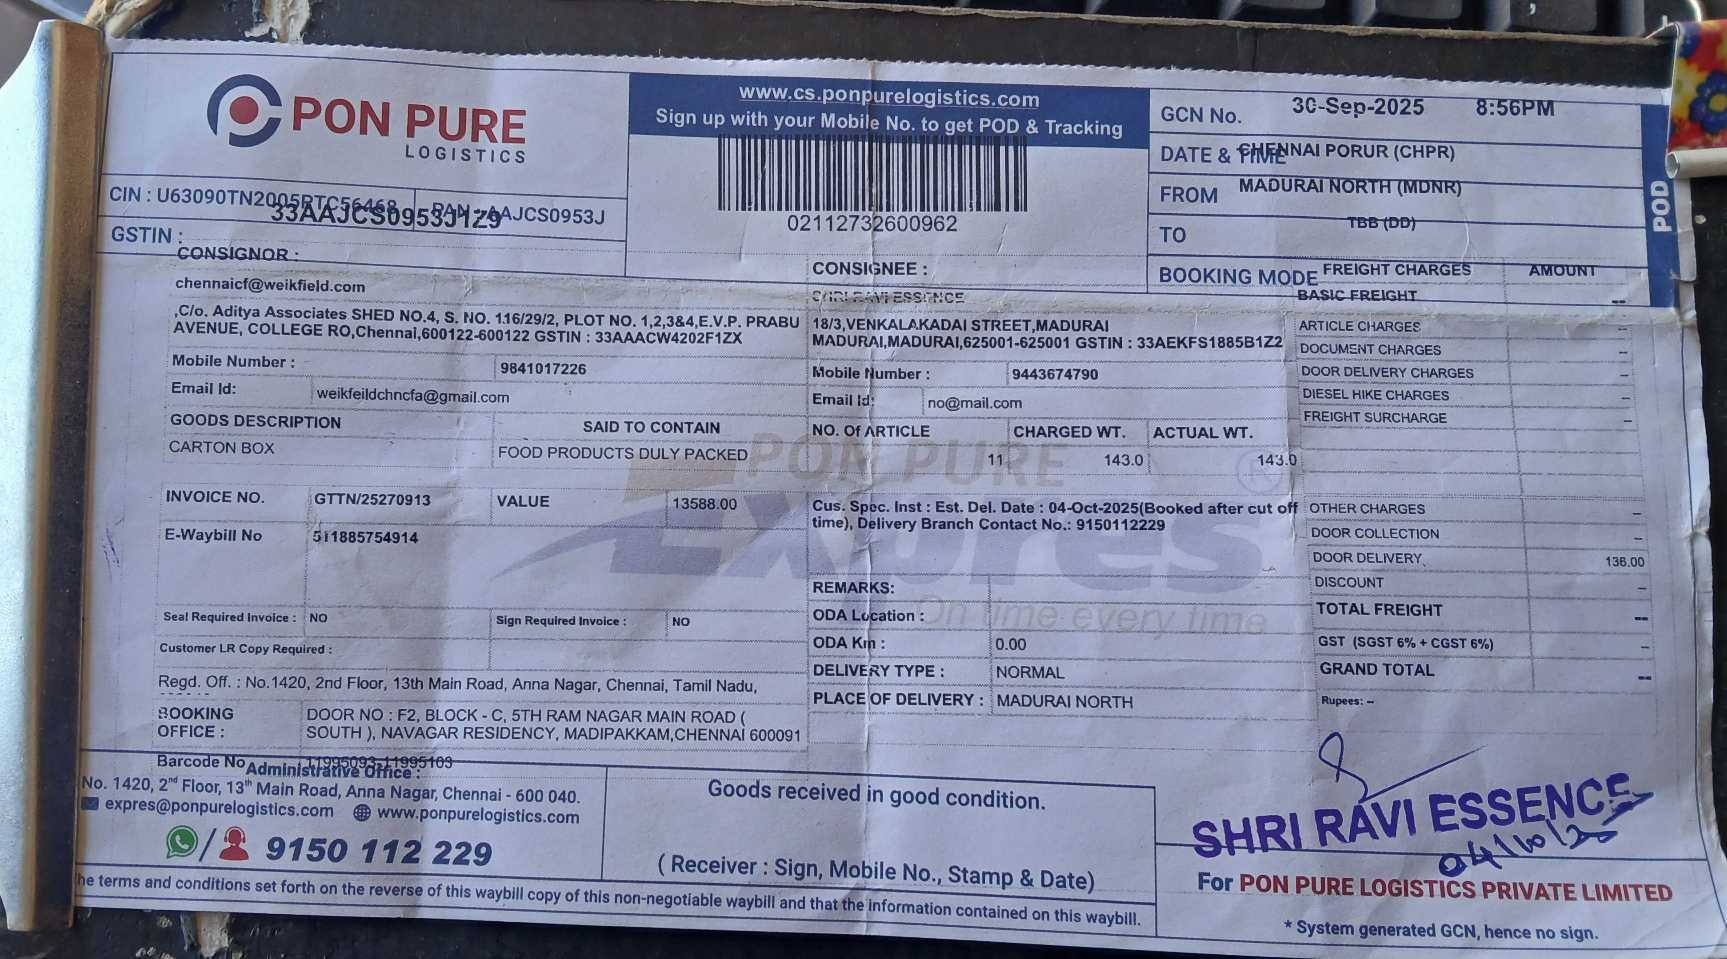 PON PURE
LOGISTICS
www.cs.ponpurelogistics.com
Sign up with your Mobile No. to get POD & Tracking
02112732600962
GCN No. 30-Sep-2025 8:56PM
DATE & TIME CHENNAI PORUR (CHPR)
FROM MADURAI NORTH (MDNR)
TO TBB (DD)
BOOKING MODE
POD
CIN : U63090TN2005PTC56468 PAN : AAJCS0953J
GSTIN : 33AAJCS0953J1Z9
CONSIGNOR :
chennaicf@weikfield.com
,C/o. Aditya Associates SHED NO.4, S. NO. 116/29/2, PLOT NO. 1,2,3&4,E.V.P. PRABU
AVENUE, COLLEGE RO,Chennai,600122-600122 GSTIN : 33AAACW4202F1ZX
Mobile Number : 9841017226
Email Id: weikfeildchncfa@gmail.com
GOODS DESCRIPTION SAID TO CONTAIN
CARTON BOX FOOD PRODUCTS DULY PACKED
INVOICE NO. GTTN/25270913 VALUE 13588.00
E-Waybill No 511885754914
Seal Required Invoice : NO Sign Required Invoice : NO
Customer LR Copy Required :
Regd. Off. : No.1420, 2nd Floor, 13th Main Road, Anna Nagar, Chennai, Tamil Nadu,
BOOKING OFFICE : DOOR NO : F2, BLOCK - C, 5TH RAM NAGAR MAIN ROAD (
SOUTH ), NAVAGAR RESIDENCY, MADIPAKKAM,CHENNAI 600091
Barcode No 11995093-11995103
CONSIGNEE :
SHRI RAVI ESSENCE
18/3,VENKALAKADAI STREET,MADURAI
MADURAI,MADURAI,625001-625001 GSTIN : 33AEKFS1885B1Z2
Mobile Number : 9443674790
Email Id: no@mail.com
NO. Of ARTICLE CHARGED WT. ACTUAL WT.
11 143.0 143.0
PON PURE
Expres
On time every time
Cus. Spec. Inst : Est. Del. Date : 04-Oct-2025(Booked after cut off
time), Delivery Branch Contact No.: 9150112229
REMARKS:
ODA Location :
ODA Km : 0.00
DELIVERY TYPE : NORMAL
PLACE OF DELIVERY : MADURAI NORTH
FREIGHT CHARGES AMOUNT
BASIC FREIGHT --
ARTICLE CHARGES --
DOCUMENT CHARGES --
DOOR DELIVERY CHARGES --
DIESEL HIKE CHARGES --
FREIGHT SURCHARGE --
OTHER CHARGES --
DOOR COLLECTION --
DOOR DELIVERY 136.00
DISCOUNT --
TOTAL FREIGHT --
GST (SGST 6% + CGST 6%) --
GRAND TOTAL --
Rupees: --
Administrative Office :
No. 1420, 2nd Floor, 13th Main Road, Anna Nagar, Chennai - 600 040.
expres@ponpurelogistics.com www.ponpurelogistics.com
9150 112 229
Goods received in good condition.
( Receiver : Sign, Mobile No., Stamp & Date)
SHRI RAVI ESSENCE
For PON PURE LOGISTICS PRIVATE LIMITED
* System generated GCN, hence no sign.
he terms and conditions set forth on the reverse of this waybill copy of this non-negotiable waybill and that the information contained on this waybill.